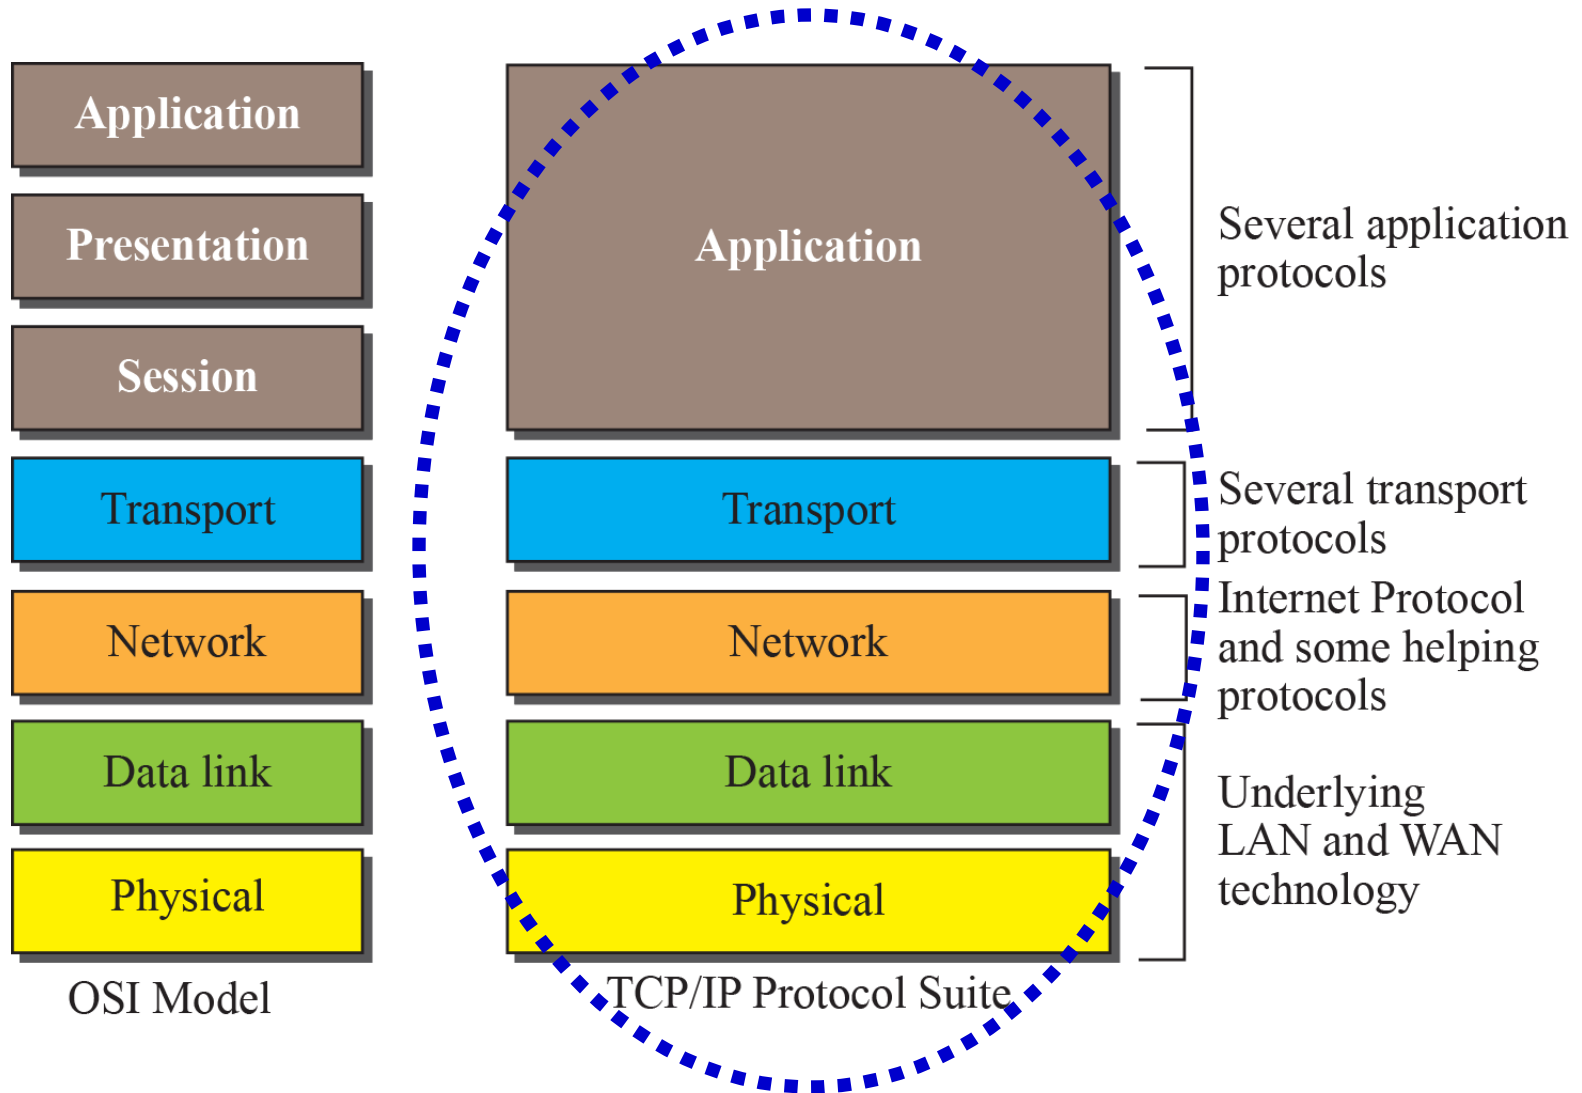 Application
Presentation
Session
Transport
Network
Data link
Physical
OSI Model
Application
Transport
Network
Data link
Physical
TCP/IP Protocol Suite
Several application
protocols
Several transport
protocols
Internet Protocol
and some helping
protocols
Underlying
LAN and WAN
technology